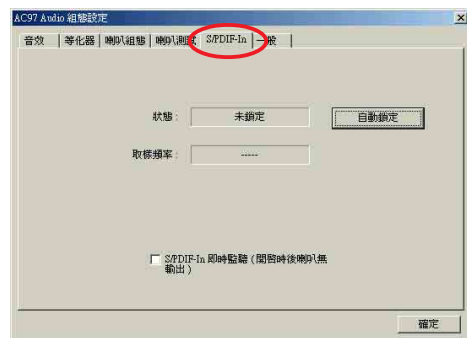 AC97 Audio 組態設定
音效 等化器 喇叭組態 喇叭測試 S/PDIF-In 一般
狀態: 未鎖定 自動鎖定
取樣頻率: -----
S/PDIF-In 即時監聽 (開啟時後喇叭無
輸出)
確定